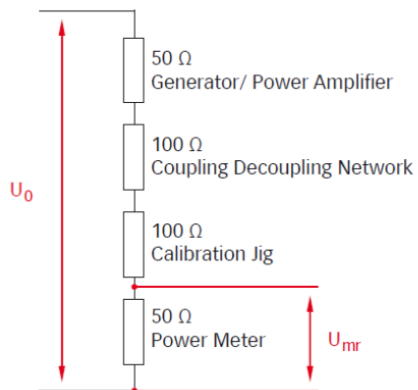 50 Ω
Generator/ Power Amplifier
100 Ω
Coupling Decoupling Network
U0
100 Ω
Calibration Jig
50 Ω
Power Meter
Umr